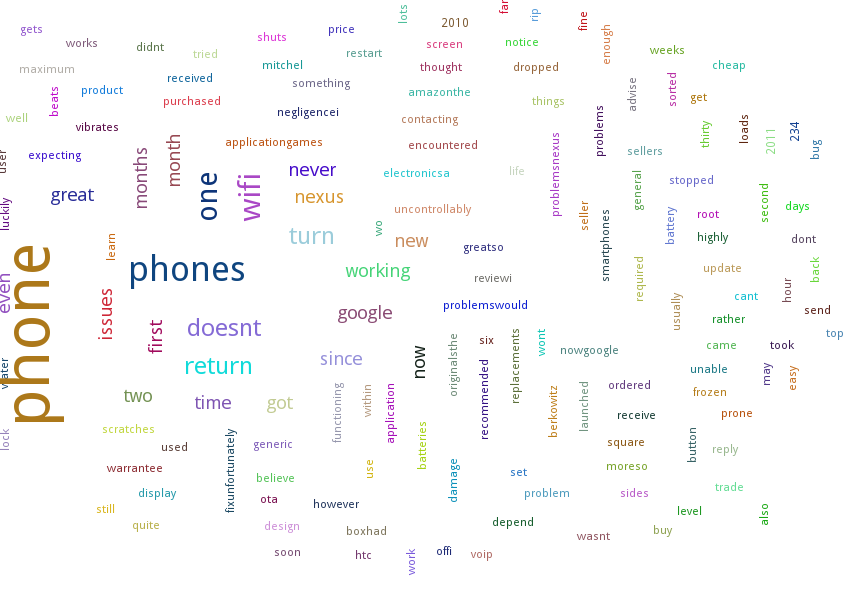 gets
works
didnt
tried
shuts
price
lots
2010
far
rip
fine
screen
notice
enough
weeks
maximum
mitchel
restart
thought
dropped
cheap
beats
product
received
something
amazonthe
things
advise
sorted
get
well
vibrates
purchased
negligencei
contacting
problems
thirty
loads
2011
234
bug
user
expecting
months
month
applicationgames
encountered
problemsnexus
sellers
luckily
great
one
wifi
never
nexus
electronicsa
life
seller
general
stopped
second
days
uncontrollably
smartphones
battery
root
highly
dont
learn
turn
wo
new
greatso
even
phone
phones
working
reviewi
required
update
back
hour
cant
issues
first
doesnt
google
problemswould
usually
rather
send
water
return
since
now
originalsthe
six
replacements
wont
nowgoogle
came
took
top
two
time
got
functioning
within
application
recommended
berkowitz
launched
ordered
unable
frozen
may
easy
lock
scratches
used
fixunfortunately
generic
batteries
receive
square
prone
button
reply
warrantee
display
believe
use
damage
set
problem
moreso
sides
trade
still
quite
ota
design
however
boxhad
depend
level
also
soon
htc
work
offi
voip
wasnt
buy